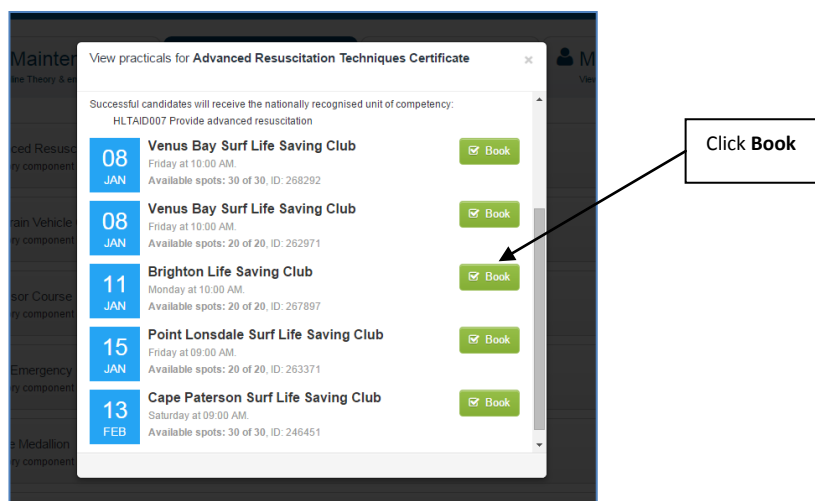 Mainter
line Theory & en
M
View
View practicals for Advanced Resuscitation Techniques Certificate ×
Successful candidates will receive the nationally recognised unit of competency:
HLTAID007 Provide advanced resuscitation
08
JAN
Venus Bay Surf Life Saving Club
Friday at 10:00 AM.
Available spots: 30 of 30, ID: 268292
Book
08
JAN
Venus Bay Surf Life Saving Club
Friday at 10:00 AM.
Available spots: 20 of 20, ID: 262971
Book
11
JAN
Brighton Life Saving Club
Monday at 10:00 AM.
Available spots: 20 of 20, ID: 267897
Book
15
JAN
Point Lonsdale Surf Life Saving Club
Friday at 09:00 AM.
Available spots: 20 of 20, ID: 263371
Book
13
FEB
Cape Paterson Surf Life Saving Club
Saturday at 09:00 AM.
Available spots: 30 of 30, ID: 246451
Book
ced Resusc
ry component
rain Vehicle
ry component
sor Course
ry component
Emergency
ry component
e Medallion
ry component
Click Book